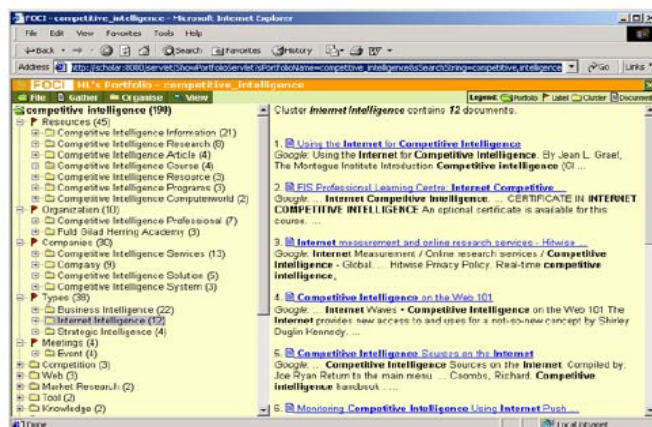 FOCI - competitive_intelligence - Microsoft Internet Explorer
File Edit View Favorites Tools Help
Back Search Favorites History
Address http://scholar:8080/servlet/ShowPortfolioServlet?isPortfolioName=competitive_intelligence&isSearchString=competitive,intelligence Go Links »
FOCI HL's Portfolio - competitive_intelligence
File Gather Organise View Legend: Portfolio Label Cluster Document
competitive intelligence (190)
Resources (45)
Competitive Intelligence Information (21)
Competitive Intelligence Research (8)
Competitive Intelligence Article (4)
Competitive Intelligence Course (4)
Competitive Intelligence Resource (3)
Competitive Intelligence Programs (3)
Competitive Intelligence Computerworld (2)
Organization (10)
Competitive Intelligence Professional (7)
Fuld Gilad Herring Academy (3)
Companies (30)
Competitive Intelligence Services (13)
Company (9)
Competitive Intelligence Solution (5)
Competitive Intelligence System (3)
Types (38)
Business Intelligence (22)
Internet Intelligence (12)
Strategic Intelligence (4)
Meetings (4)
Event (4)
Competition (3)
Web (3)
Market Research (2)
Tool (2)
Knowledge (2)
Cluster Internet Intelligence contains 12 documents.
1. Using the Internet for Competitive Intelligence
Google: Using the Internet for Competitive Intelligence. By Jean L. Graef,
The Montague Institute Introduction Competitive intelligence (CI ...
2. FIS Professional Learning Centre: Internet Competitive ...
Google: ... Internet Competitive Intelligence. ... CERTIFICATE IN INTERNET
COMPETITIVE INTELLIGENCE An optional certificate is available for this
course. ...
3. Internet measurement and online research services - Hitwise ...
Google: Internet Measurement / Online research services / Competitive
Intelligence - Global. ... Hitwise Privacy Policy. Real-time competitive
intelligence,
4. Competitive Intelligence on the Web 101
Google: ... Internet Waves • Competitive Intelligence on the Web 101 The
Internet provides new access to and uses for a not-so-new concept by Shirley
Duglin Kennedy. ...
5. Competitive Intelligence Sources on the Internet
Google: ... Competitive Intelligence Sources on the Internet. Compiled by:
Joe Ryan Return to the main menu. ... Coombs, Richard. Competitive
intelligence handbook ...
6. Monitoring Competitive Intelligence Using Internet Push ...
Done Local intranet